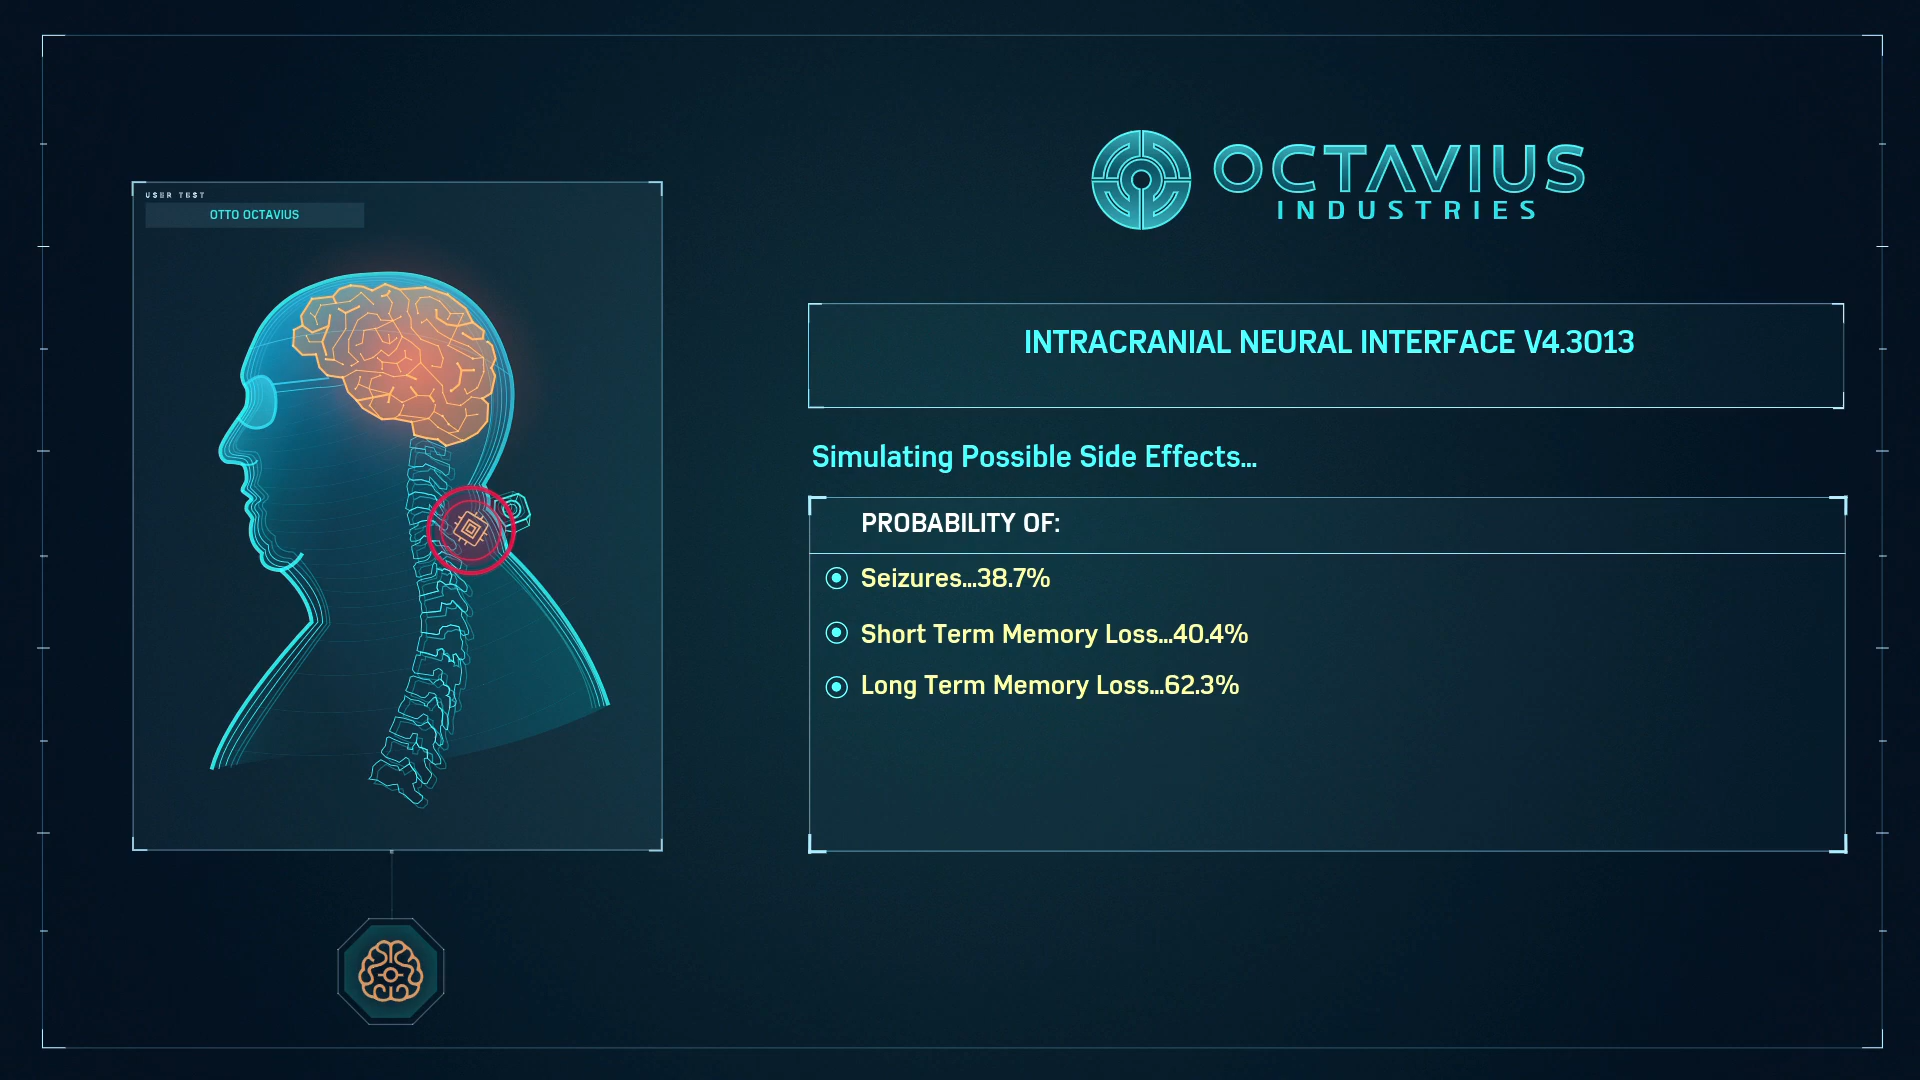 USER TEST
OTTO OCTAVIUS
OCTAVIUS
INDUSTRIES
INTRACRANIAL NEURAL INTERFACE V4.3013
Simulating Possible Side Effects...
PROBABILITY OF:
Seizures...38.7%
Short Term Memory Loss...40.4%
Long Term Memory Loss...62.3%